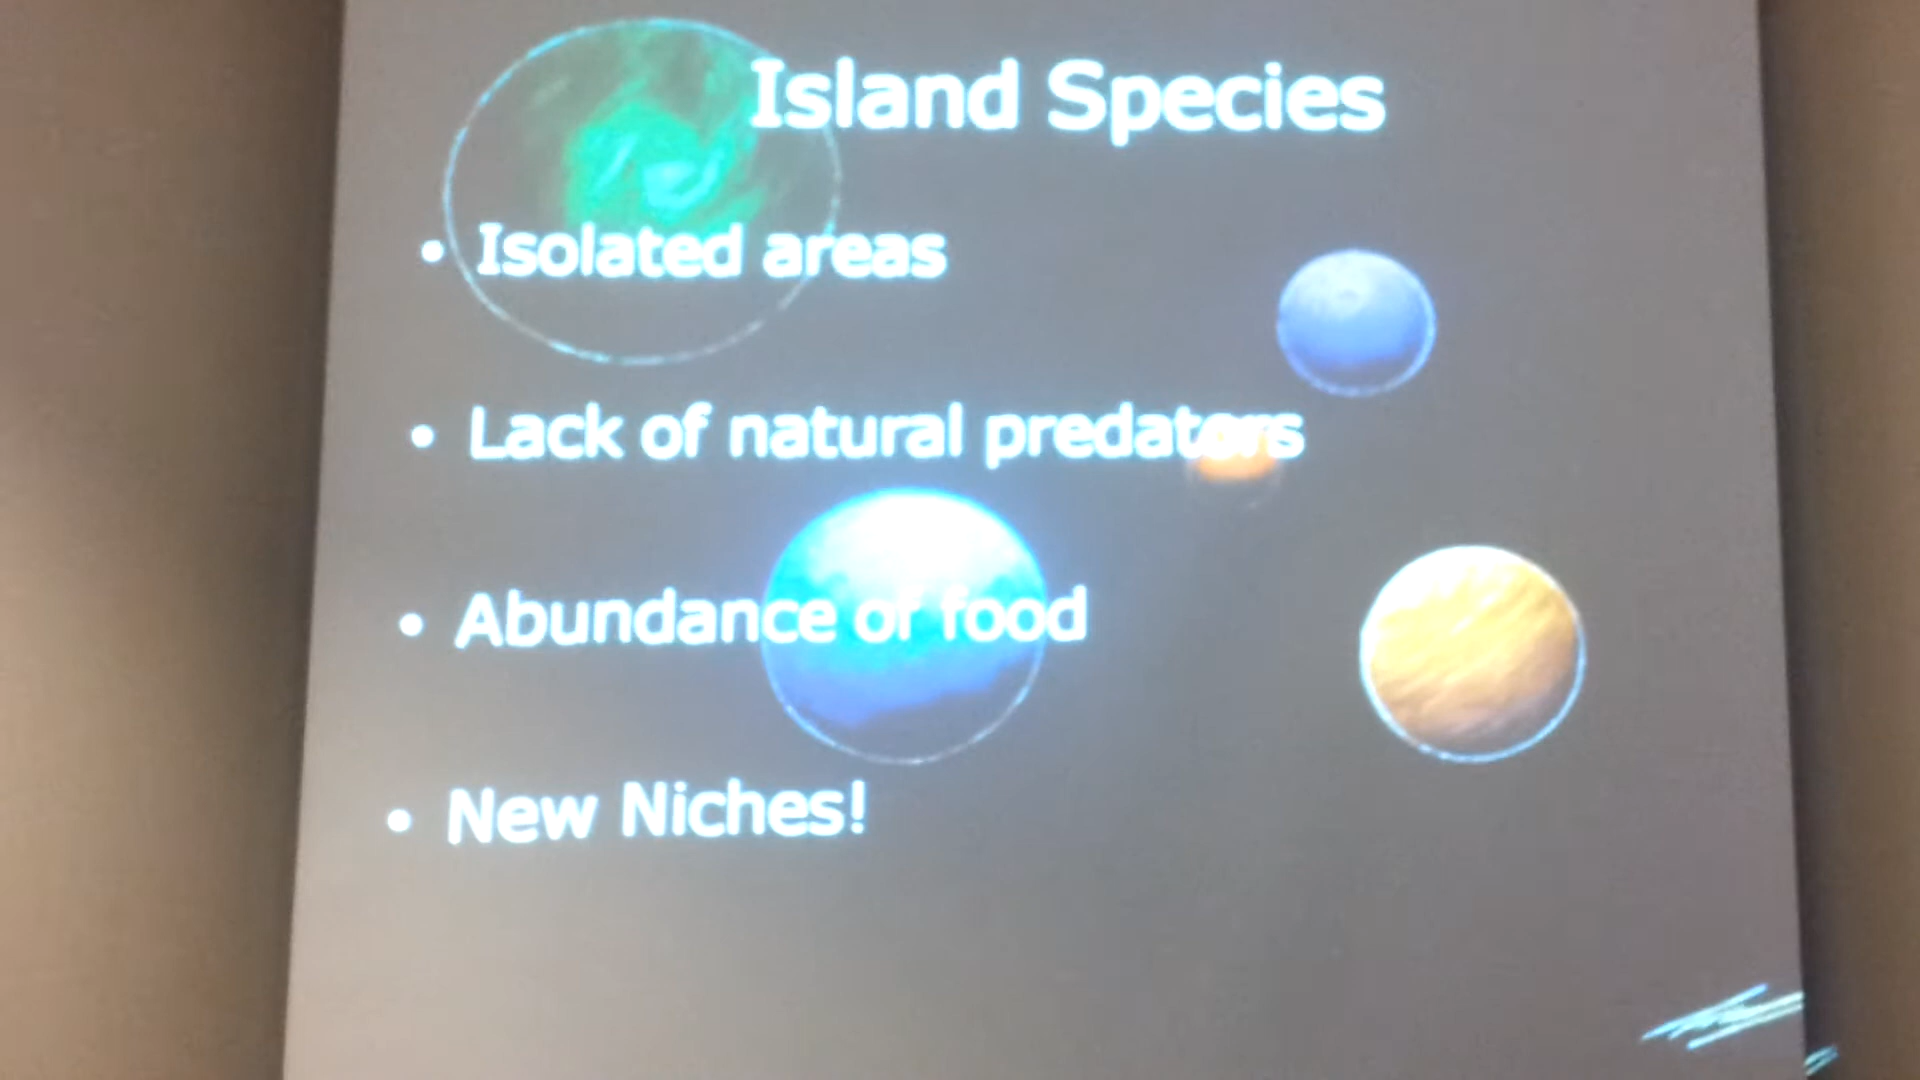 Island Species
• Isolated areas
• Lack of natural predators
• Abundance of food
• New Niches!